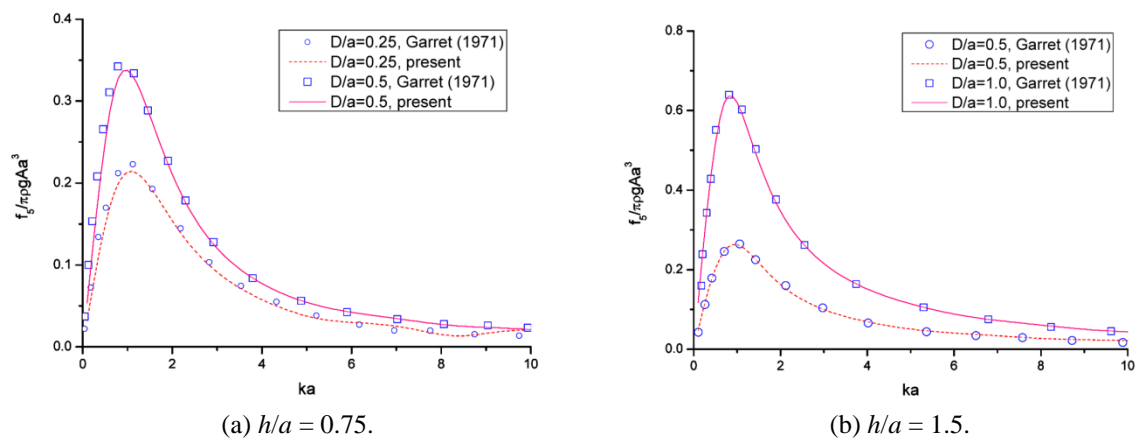 0.4
0.3
0.2
0.1
0.0
f5/πρgAa³
0 2 4 6 8 10
ka
D/a=0.25, Garret (1971)
D/a=0.25, present
D/a=0.5, Garret (1971)
D/a=0.5, present
(a) h/a = 0.75.
0.8
0.6
0.4
0.2
0.0
f5/πρgAa³
0 2 4 6 8 10
ka
D/a=0.5, Garret (1971)
D/a=0.5, present
D/a=1.0, Garret (1971)
D/a=1.0, present
(b) h/a = 1.5.